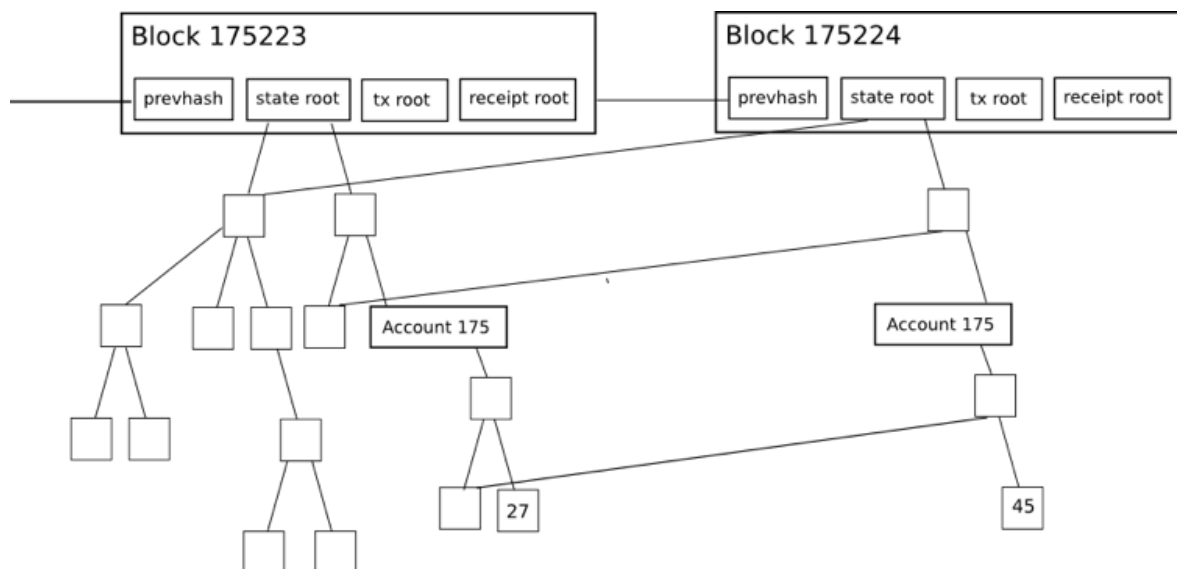 Block 175223
prevhash
state root
tx root
receipt root
Block 175224
prevhash
state root
tx root
receipt root
Account 175
Account 175
27
45